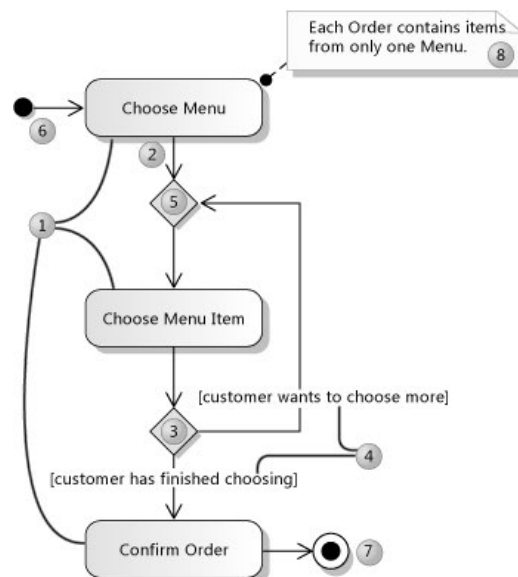 Each Order contains items
from only one Menu.
8
Choose Menu
6
2
5
1
Choose Menu Item
[customer wants to choose more]
3
4
[customer has finished choosing]
Confirm Order
7